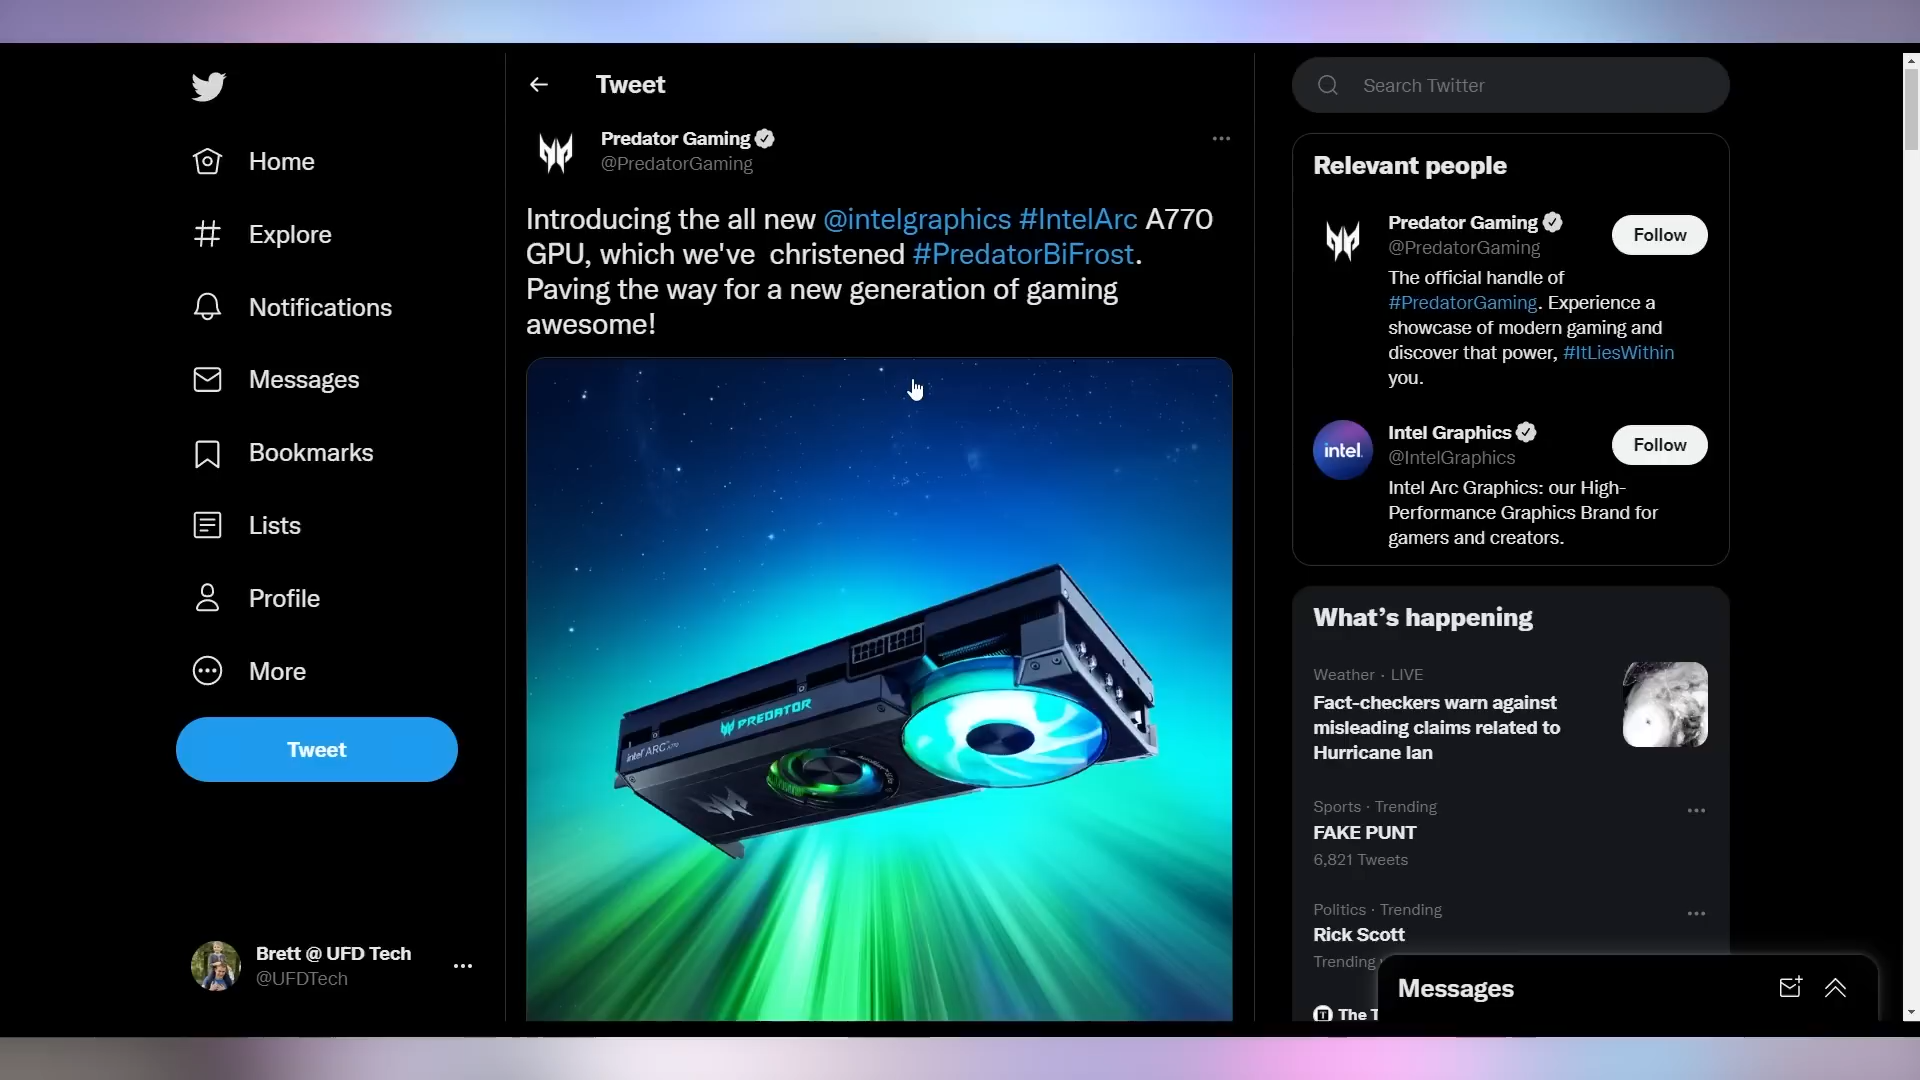 Home
Explore
Notifications
Messages
Bookmarks
Lists
Profile
More
Tweet
Brett @ UFD Tech
@UFDTech
Tweet
Predator Gaming
@PredatorGaming
Introducing the all new @intelgraphics #IntelArc A770
GPU, which we've  christened #PredatorBiFrost.
Paving the way for a new generation of gaming
awesome!
PREDATOR
intel ARC A770
Search Twitter
Relevant people
Predator Gaming
@PredatorGaming
Follow
The official handle of
#PredatorGaming. Experience a
showcase of modern gaming and
discover that power, #ItLiesWithin
you.
intel.
Intel Graphics
@IntelGraphics
Follow
Intel Arc Graphics: our High-
Performance Graphics Brand for
gamers and creators.
What's happening
Weather · LIVE
Fact-checkers warn against
misleading claims related to
Hurricane Ian
Sports · Trending
FAKE PUNT
6,821 Tweets
Politics · Trending
Rick Scott
Trending
The T
Messages